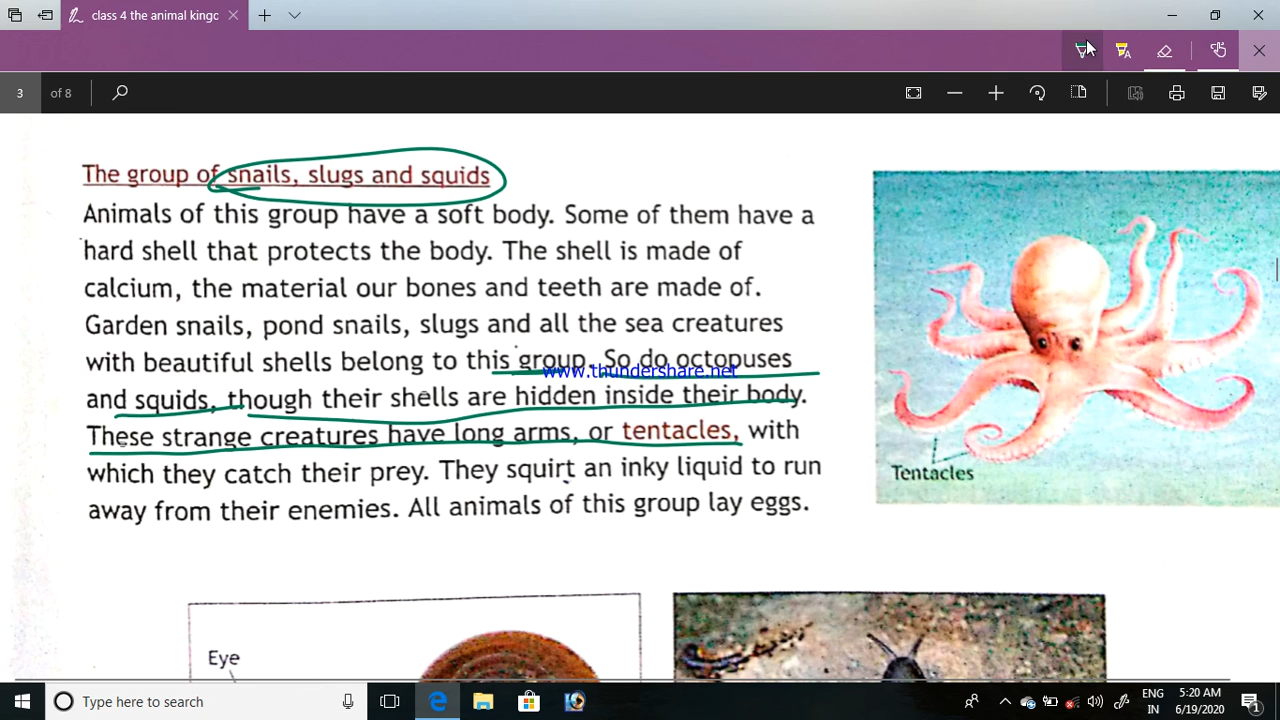 class 4 the animal kingc
3 of 8
The group of snails, slugs and squids
Animals of this group have a soft body. Some of them have a
hard shell that protects the body. The shell is made of
calcium, the material our bones and teeth are made of.
Garden snails, pond snails, slugs and all the sea creatures
with beautiful shells belong to this group. So do octopuses
www.thundershare.net
and squids, though their shells are hidden inside their body.
These strange creatures have long arms, or tentacles, with
which they catch their prey. They squirt an inky liquid to run
away from their enemies. All animals of this group lay eggs.
Tentacles
Eye
Type here to search
ENG 5:20 AM
IN 6/19/2020
1